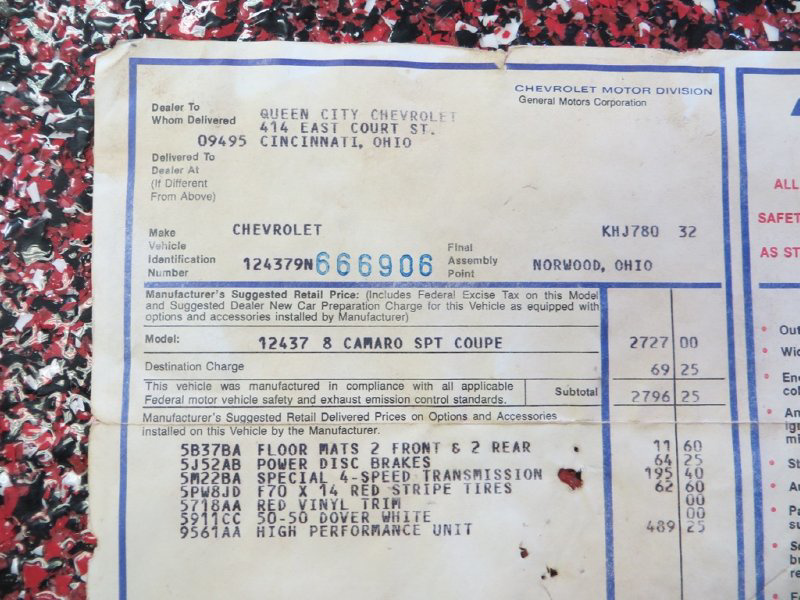 CHEVROLET MOTOR DIVISION
General Motors Corporation
Dealer To
Whom Delivered QUEEN CITY CHEVROLET
414 EAST COURT ST.
09495 CINCINNATI, OHIO
Delivered To
Dealer At
(If Different
From Above)
Make CHEVROLET KHJ780 32
Vehicle
Identification
Number 124379N666906
Final
Assembly
Point NORWOOD, OHIO
Manufacturer's Suggested Retail Price: (Includes Federal Excise Tax on this Model
and Suggested Dealer New Car Preparation Charge for this Vehicle as equipped with
options and accessories installed by Manufacturer)
Model: 12437 8 CAMARO SPT COUPE 2727 00
Destination Charge 69 25
This vehicle was manufactured in compliance with all applicable
Federal motor vehicle safety and exhaust emission control standards.
Subtotal 2796 25
Manufacturer's Suggested Retail Delivered Prices on Options and Accessories
installed on this Vehicle by the Manufacturer.
5B37BA FLOOR MATS 2 FRONT & 2 REAR 11 60
5J52AB POWER DISC BRAKES 64 25
5M22BA SPECIAL 4-SPEED TRANSMISSION 195 40
5PW8JD F70 X 14 RED STRIPE TIRES 62 60
5718AA RED VINYL TRIM 00
5911CC 50-50 DOVER WHITE 00
9561AA HIGH PERFORMANCE UNIT 489 25
ALL
SAFET
AS ST